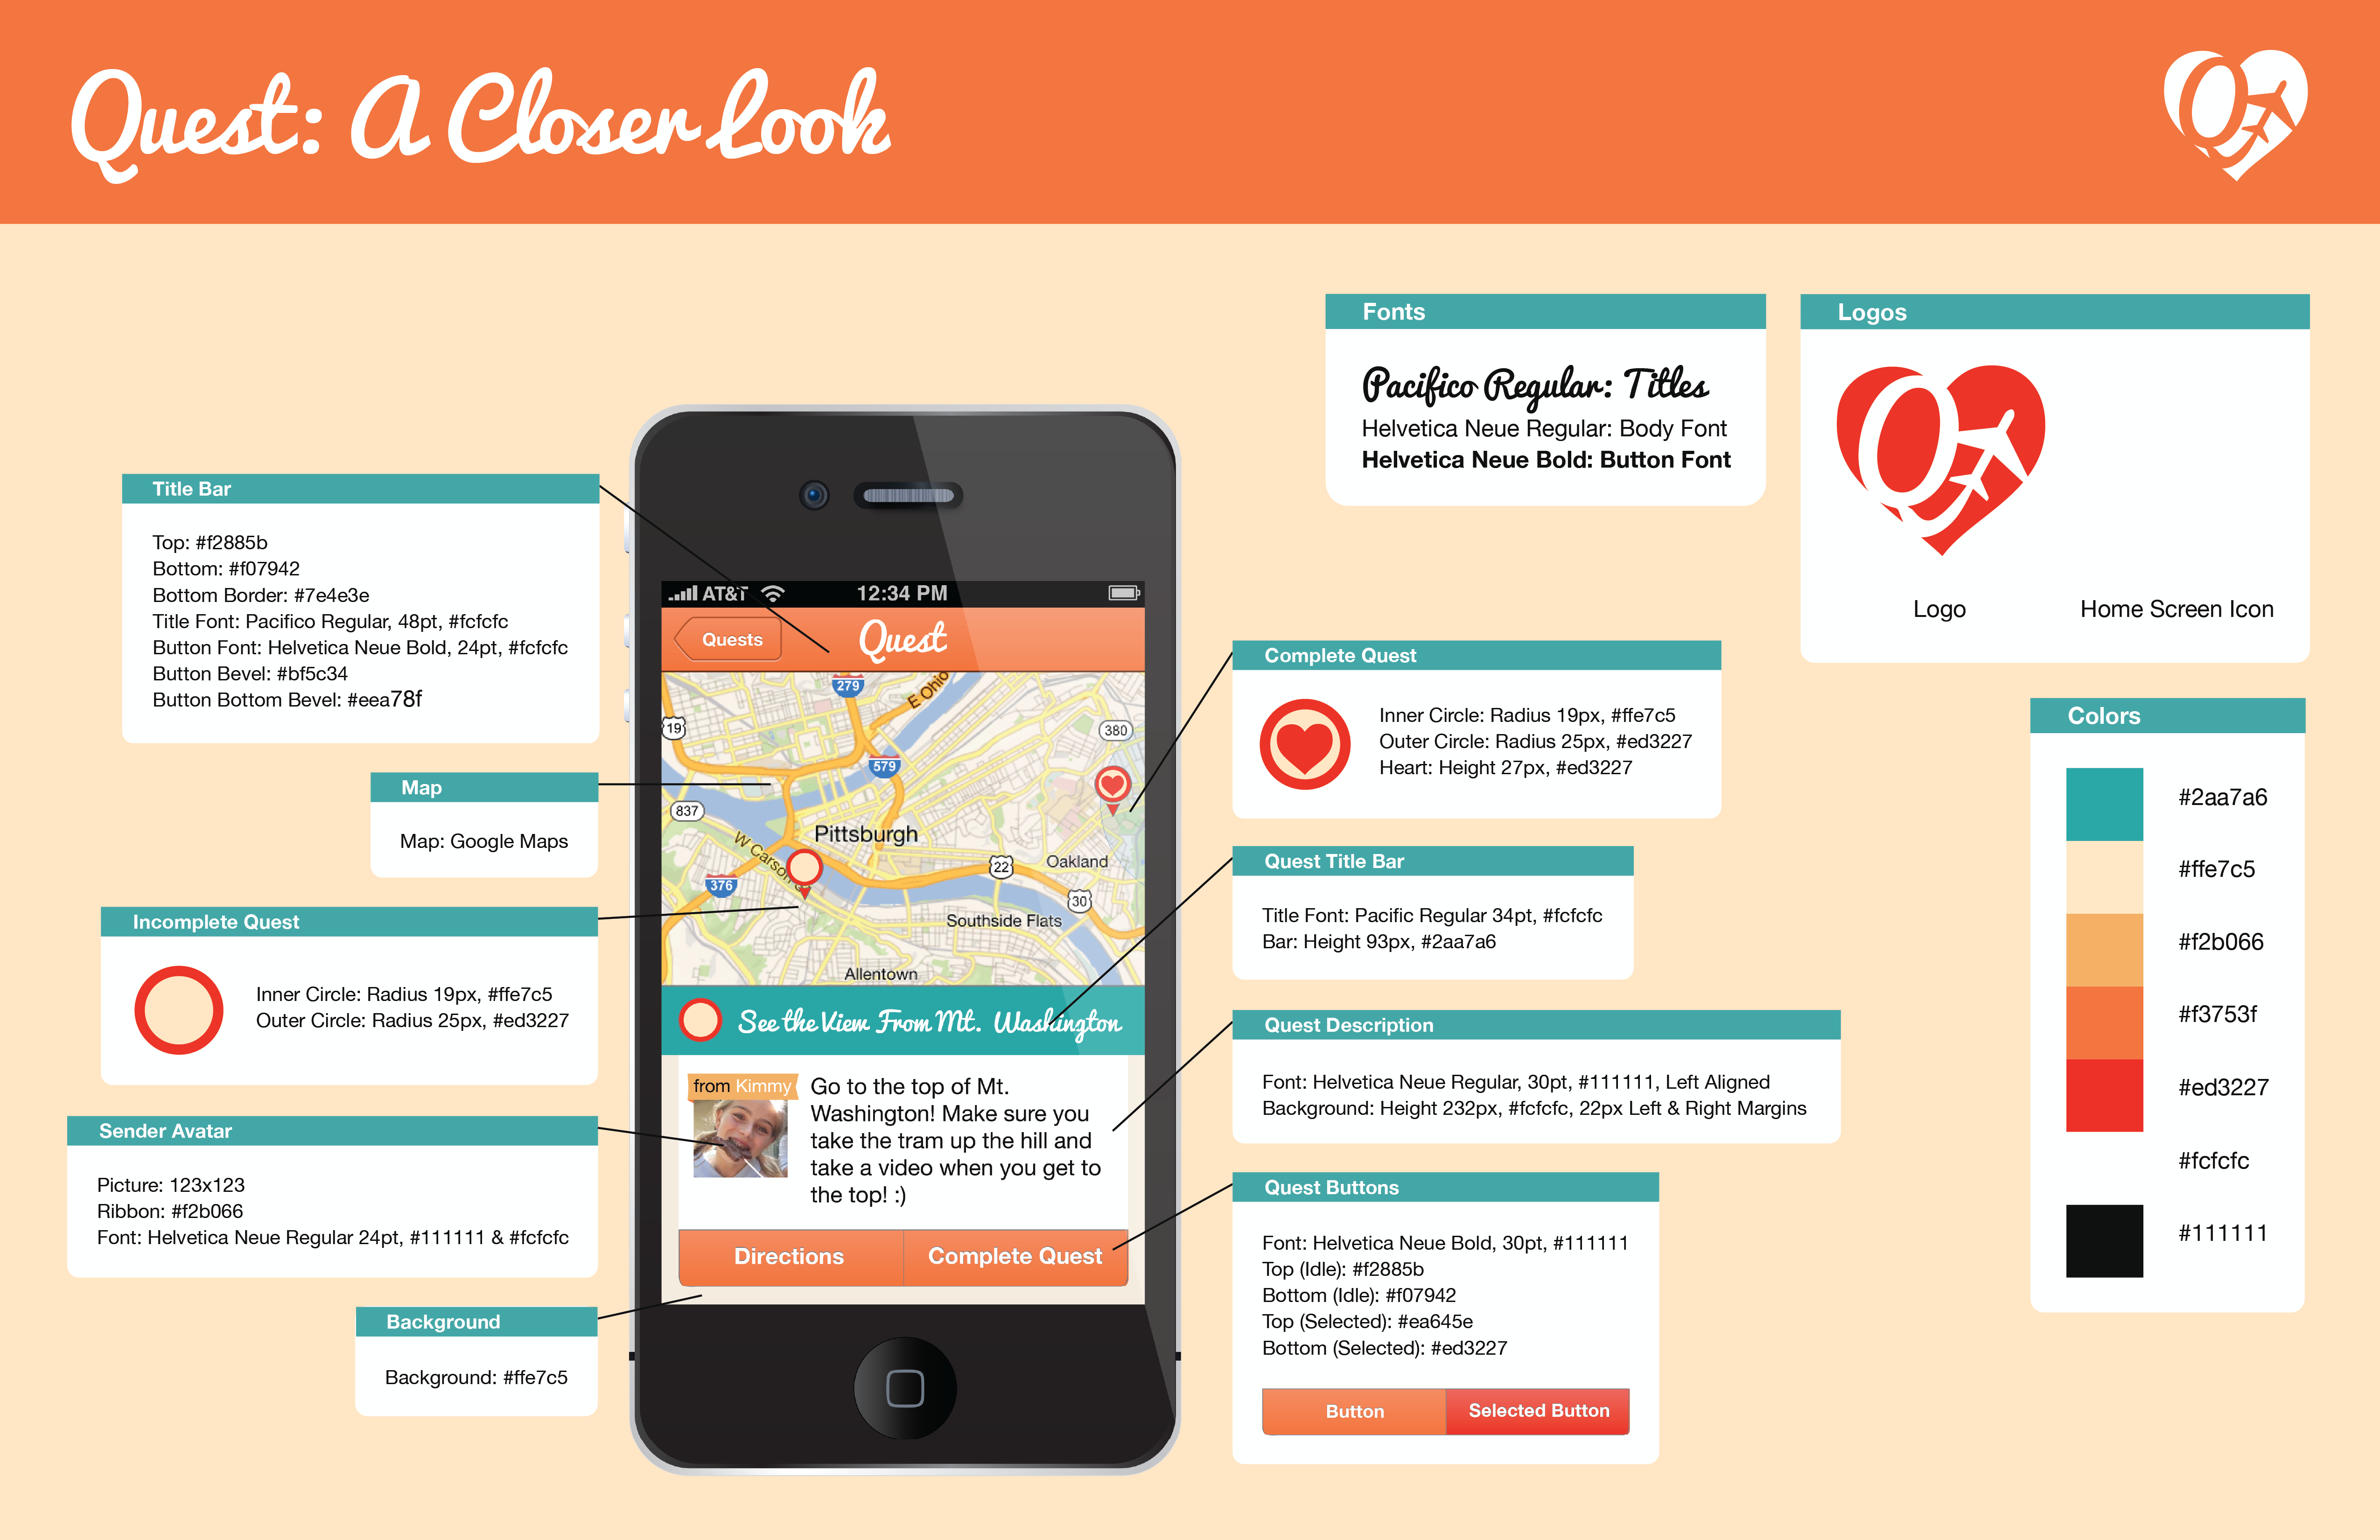 Quest: A Closer Look
Fonts
Pacifico Regular: Titles
Helvetica Neue Regular: Body Font
Helvetica Neue Bold: Button Font
Logos
Logo
Home Screen Icon
Title Bar
Top: #f2885b
Bottom: #f07942
Bottom Border: #7e4e3e
Title Font: Pacifico Regular, 48pt, #fcfcfc
Button Font: Helvetica Neue Bold, 24pt, #fcfcfc
Button Bevel: #bf5c34
Button Bottom Bevel: #eea78f
Map
Map: Google Maps
Incomplete Quest
Inner Circle: Radius 19px, #ffe7c5
Outer Circle: Radius 25px, #ed3227
Sender Avatar
Picture: 123x123
Ribbon: #f2b066
Font: Helvetica Neue Regular 24pt, #111111 & #fcfcfc
Background
Background: #ffe7c5
AT&T
12:34 PM
Quests
Quest
279
E Ohio
19
380
579
837
Pittsburgh
W Carson
376
22
Oakland
30
Southside Flats
Allentown
See the View From Mt. Washington
from Kimmy
Go to the top of Mt.
Washington! Make sure you
take the tram up the hill and
take a video when you get to
the top! :)
Directions
Complete Quest
Complete Quest
Inner Circle: Radius 19px, #ffe7c5
Outer Circle: Radius 25px, #ed3227
Heart: Height 27px, #ed3227
Quest Title Bar
Title Font: Pacific Regular 34pt, #fcfcfc
Bar: Height 93px, #2aa7a6
Quest Description
Font: Helvetica Neue Regular, 30pt, #111111, Left Aligned
Background: Height 232px, #fcfcfc, 22px Left & Right Margins
Quest Buttons
Font: Helvetica Neue Bold, 30pt, #111111
Top (Idle): #f2885b
Bottom (Idle): #f07942
Top (Selected): #ea645e
Bottom (Selected): #ed3227
Button
Selected Button
Colors
#2aa7a6
#ffe7c5
#f2b066
#f3753f
#ed3227
#fcfcfc
#111111